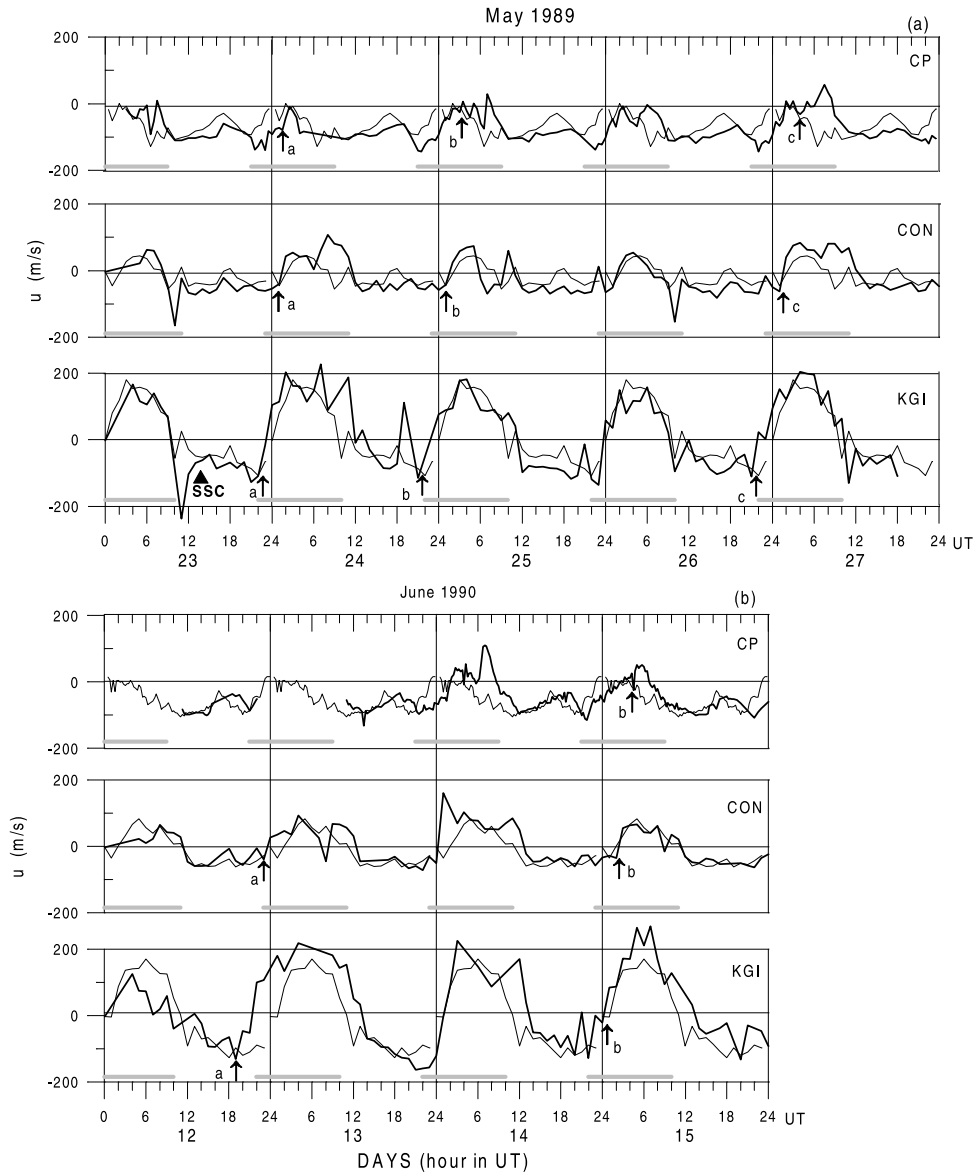 May 1989
(a)
200
CP
0
a
b
c
-200
200
CON
0
a
b
c
-200
u (m/s)
200
KGI
0
SSC
a
b
c
-200
0 6 12 18 24 6 12 18 24 6 12 18 24 6 12 18 24 6 12 18 24 UT
23 24 25 26 27
June 1990
(b)
200
CP
0
b
-200
200
CON
0
a
b
-200
u (m/s)
200
KGI
0
a
b
-200
0 6 12 18 24 6 12 18 24 6 12 18 24 6 12 18 24 UT
12 13 14 15
DAYS (hour in UT)